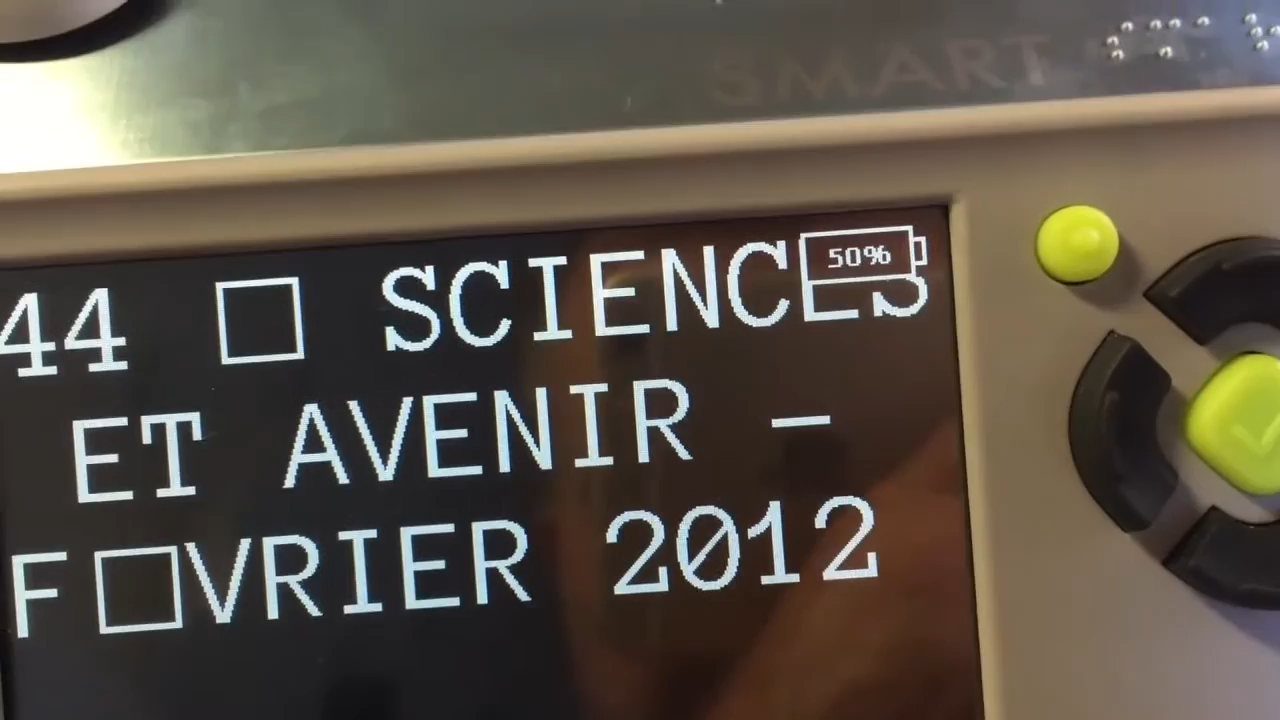 SMART
50%
44 □ SCIENCES
ET AVENIR -
F□VRIER 2012